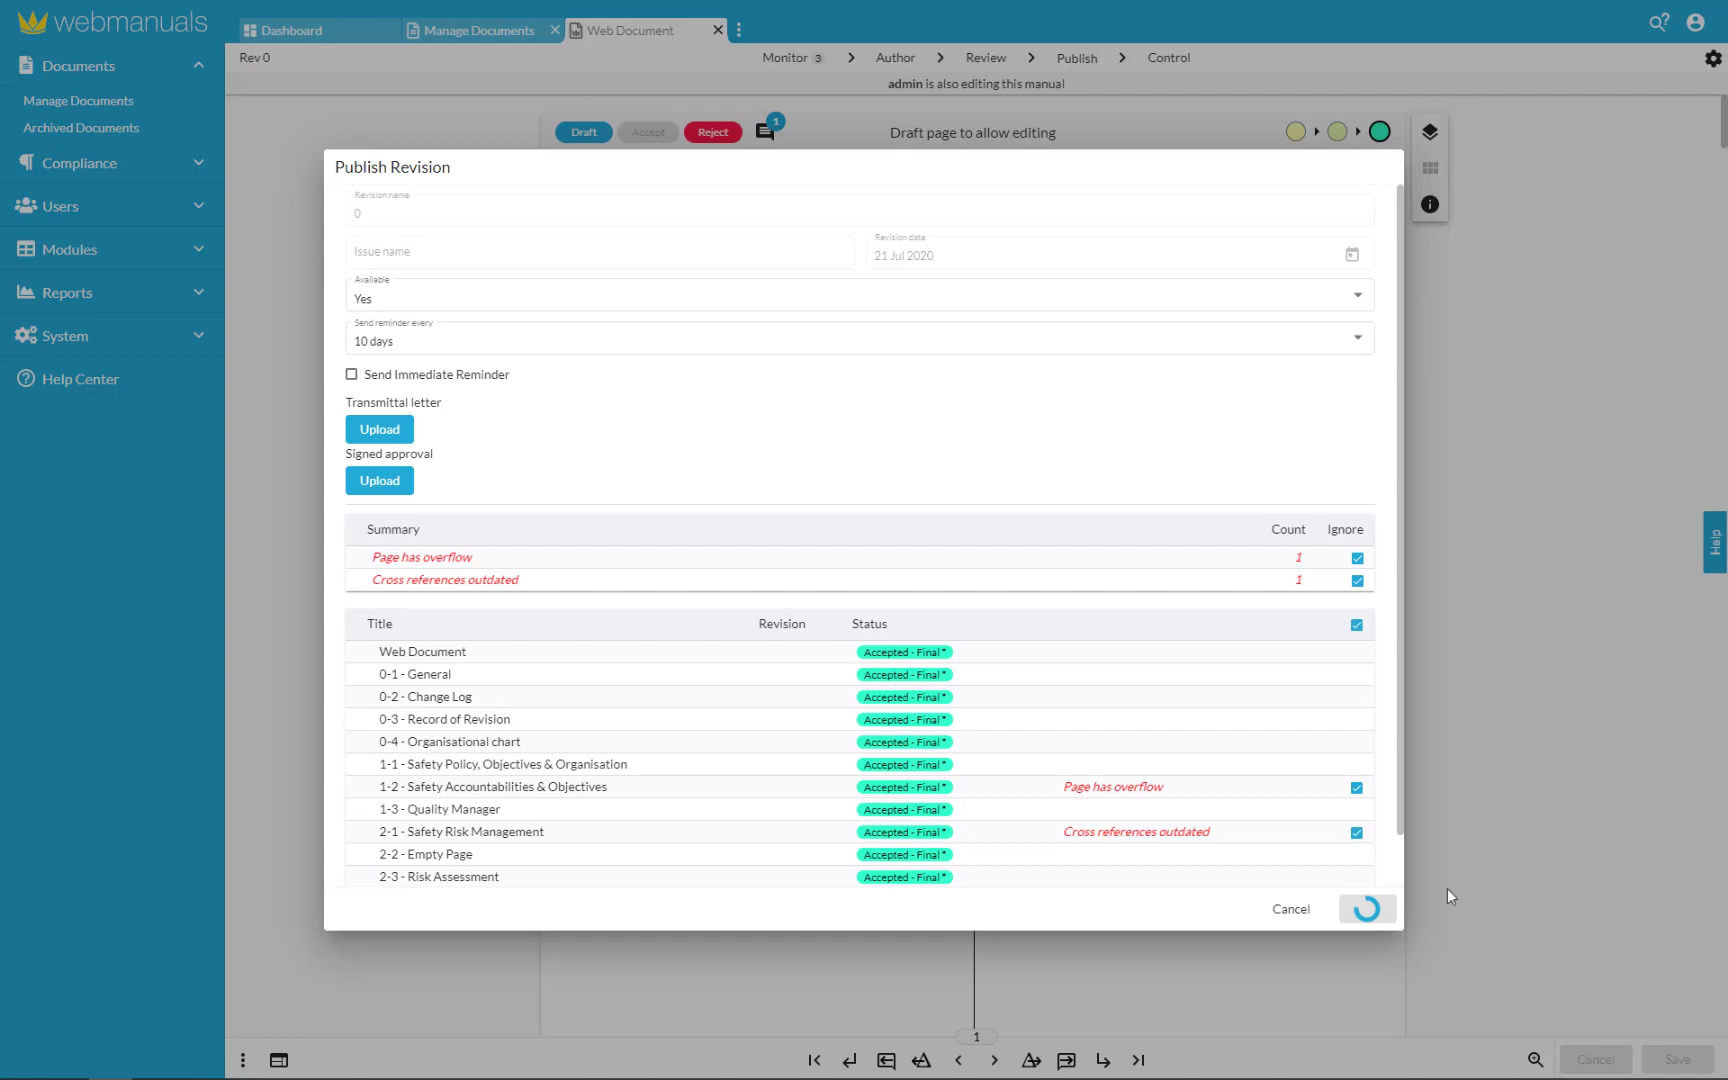 webmanuals
Dashboard
Manage Documents
Web Document
Documents
Manage Documents
Archived Documents
Compliance
Users
Modules
Reports
System
Help Center
Rev 0
Monitor 3
Author
Review
Publish
Control
admin is also editing this manual
Draft
Accept
Reject
1
Draft page to allow editing
Publish Revision
Revision name
0
Issue name
Revision date
21 Jul 2020
Available
Yes
Send reminder every
10 days
Send Immediate Reminder
Transmittal letter
Upload
Signed approval
Upload
Summary Count Ignore
Page has overflow 1
Cross references outdated 1
Title Revision Status
Web Document Accepted - Final *
0-1 - General Accepted - Final *
0-2 - Change Log Accepted - Final *
0-3 - Record of Revision Accepted - Final *
0-4 - Organisational chart Accepted - Final *
1-1 - Safety Policy, Objectives & Organisation Accepted - Final *
1-2 - Safety Accountabilities & Objectives Accepted - Final * Page has overflow
1-3 - Quality Manager Accepted - Final *
2-1 - Safety Risk Management Accepted - Final * Cross references outdated
2-2 - Empty Page Accepted - Final *
2-3 - Risk Assessment Accepted - Final *
Cancel
Help
1
Cancel
Save